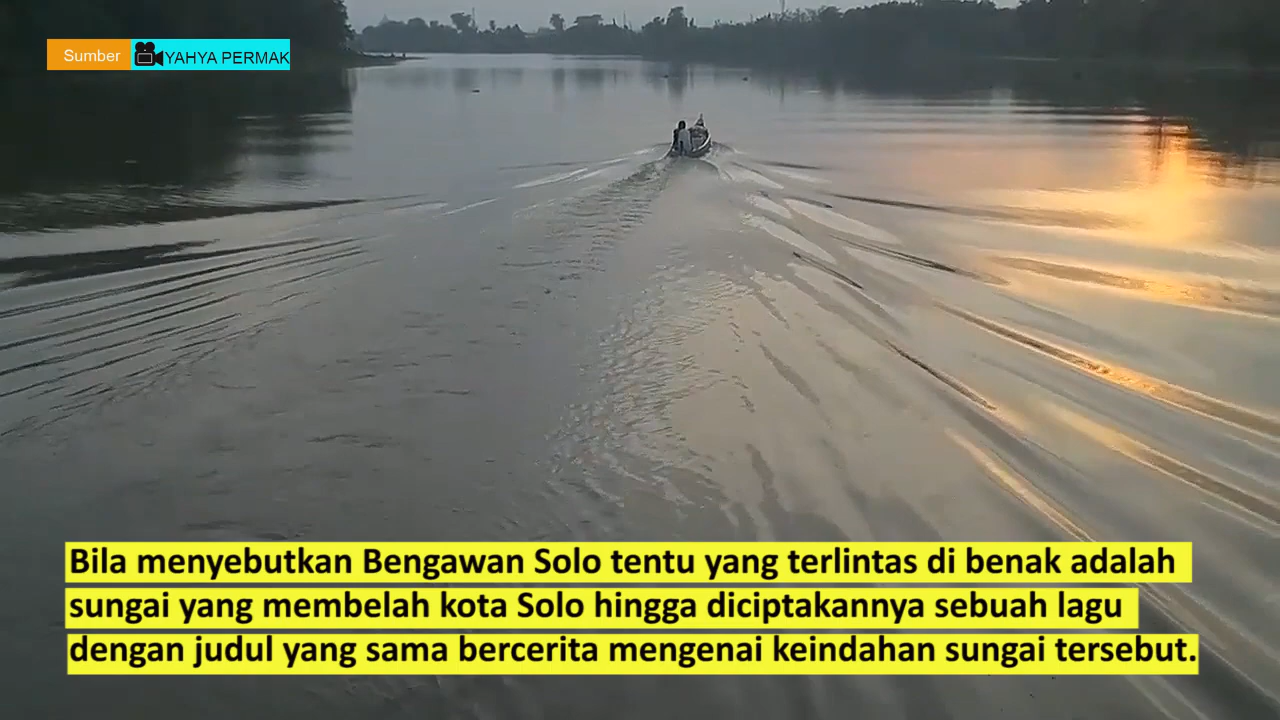 Sumber YAHYA PERMAK
Bila menyebutkan Bengawan Solo tentu yang terlintas di benak adalah
sungai yang membelah kota Solo hingga diciptakannya sebuah lagu
dengan judul yang sama bercerita mengenai keindahan sungai tersebut.